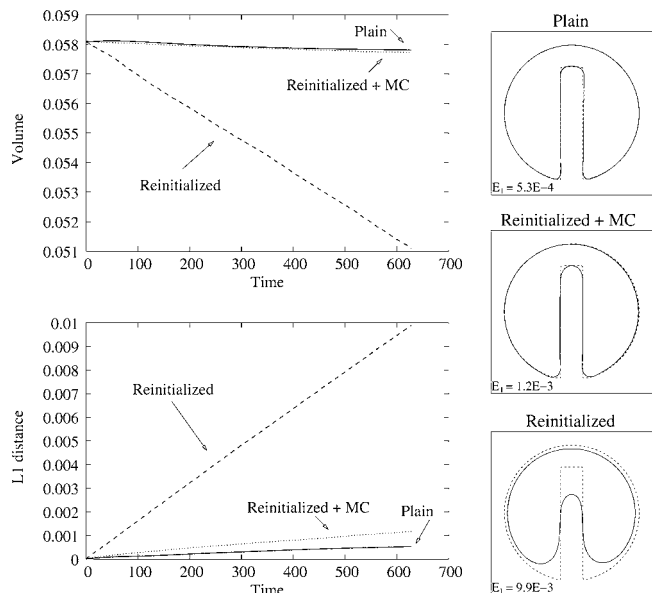 0.059
0.058
0.057
0.056
0.055
0.054
0.053
0.052
0.051
Volume
Plain
Reinitialized + MC
Reinitialized
0 100 200 300 400 500 600 700
Time
0.01
0.009
0.008
0.007
0.006
0.005
0.004
0.003
0.002
0.001
0
L1 distance
Reinitialized
Reinitialized + MC
Plain
0 100 200 300 400 500 600 700
Time
Plain
E₁ = 5.3E−4
Reinitialized + MC
E₁ = 1.2E−3
Reinitialized
E₁ = 9.9E−3